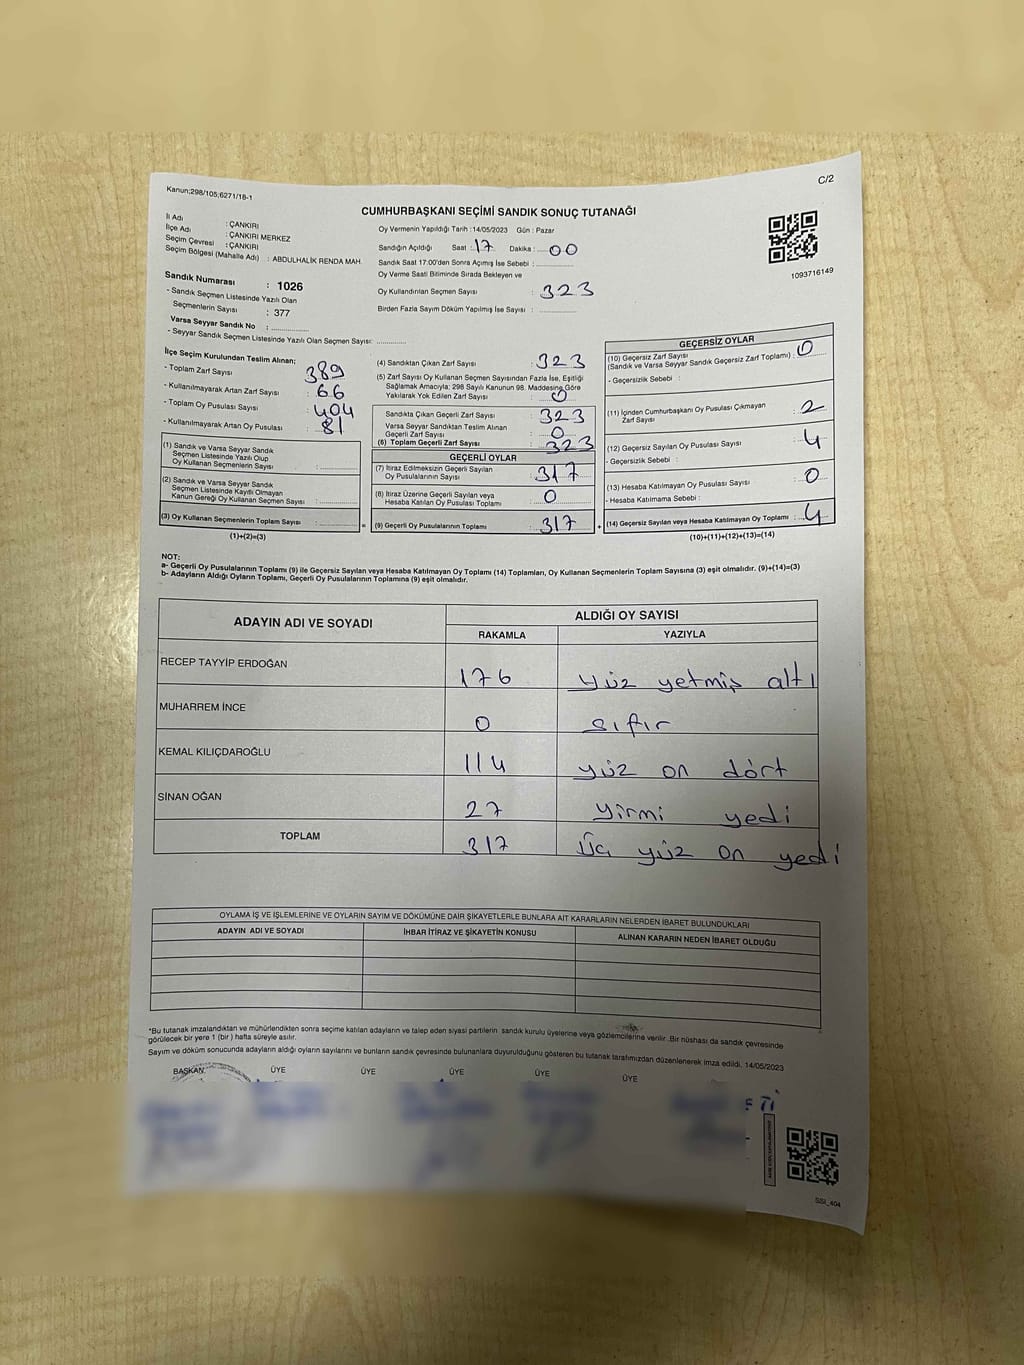 C/2
Kanun;298/105;6271/18-1
CUMHURBAŞKANI SEÇİMİ SANDIK SONUÇ TUTANAĞI
İl Adı : ÇANKIRI
İlçe Adı : ÇANKIRI MERKEZ
Seçim Çevresi : ÇANKIRI
Seçim Bölgesi (Mahalle Adı) : ABDULHALİK RENDA MAH.
Sandık Numarası : 1026
- Sandık Seçmen Listesinde Yazılı Olan
Seçmenlerin Sayısı : 377
Varsa Seyyar Sandık No : ................
- Seyyar Sandık Seçmen Listesinde Yazılı Olan Seçmen Sayısı: ............
Oy Vermenin Yapıldığı Tarih :14/05/2023 Gün : Pazar
Sandığın Açıldığı Saat : 17 Dakika : 00
Sandık Saat 17:00'den Sonra Açımış İse Sebebi : ................
Oy Verme Saati Bitiminde Sırada Bekleyen ve
Oy Kullandırılan Seçmen Sayısı : 323
Birden Fazla Sayım Döküm Yapılmış İse Sayısı : ............
1093716149
İlçe Seçim Kurulundan Teslim Alınan;
- Toplam Zarf Sayısı : 389
- Kullanılmayarak Artan Zarf Sayısı : 66
- Toplam Oy Pusulası Sayısı : 404
- Kullanılmayarak Artan Oy Pusulası : 81
(1) Sandık ve Varsa Seyyar Sandık
Seçmen Listesinde Yazılı Olup
Oy Kullanan Seçmenlerin Sayısı : ............
(2) Sandık ve Varsa Seyyar Sandık
Seçmen Listesinde Kayıtlı Olmayan
Kanun Gereği Oy Kullanan Seçmen Sayısı : ............
(3) Oy Kullanan Seçmenlerin Toplam Sayısı : ............
(1)+(2)=(3)
=
(4) Sandıktan Çıkan Zarf Sayısı : 323
(5) Zarf Sayısı Oy Kullanan Seçmen Sayısından Fazla İse, Eşitliği
Sağlamak Amacıyla; 298 Sayılı Kanunun 98. Maddesine Göre
Yakılarak Yok Edilen Zarf Sayısı : 0
Sandıkta Çıkan Geçerli Zarf Sayısı : 323
Varsa Seyyar Sandıktan Teslim Alınan
Geçerli Zarf Sayısı : 0
(6) Toplam Geçerli Zarf Sayısı : 323
GEÇERLİ OYLAR
(7) İtiraz Edilmeksizin Geçerli Sayılan
Oy Pusulalarının Sayısı : 317
(8) İtiraz Üzerine Geçerli Sayılan veya
Hesaba Katılan Oy Pusulası Toplamı : 0
(9) Geçerli Oy Pusulalarının Toplamı : 317
+
GEÇERSİZ OYLAR
(10) Geçersiz Zarf Sayısı
(Sandık ve Varsa Seyyar Sandık Geçersiz Zarf Toplamı) : 0
- Geçersizlik Sebebi :
(11) İçinden Cumhurbaşkanı Oy Pusulası Çıkmayan
Zarf Sayısı : 2
(12) Geçersiz Sayılan Oy Pusulası Sayısı : 4
- Geçersizlik Sebebi :
(13) Hesaba Katılmayan Oy Pusulası Sayısı : 0
- Hesaba Katılmama Sebebi :
(14) Geçersiz Sayılan veya Hesaba Katılmayan Oy Toplamı : 4
(10)+(11)+(12)+(13)=(14)
NOT:
a- Geçerli Oy Pusulalarının Toplamı (9) ile Geçersiz Sayılan veya Hesaba Katılmayan Oy Toplamı (14) Toplamları, Oy Kullanan Seçmenlerin Toplam Sayısına (3) eşit olmalıdır. (9)+(14)=(3)
b- Adayların Aldığı Oyların Toplamı, Geçerli Oy Pusulalarının Toplamına (9) eşit olmalıdır.
ADAYIN ADI VE SOYADI ALDIĞI OY SAYISI
RAKAMLA YAZIYLA
RECEP TAYYİP ERDOĞAN 176 yüz yetmiş altı
MUHARREM İNCE 0 sıfır
KEMAL KILIÇDAROĞLU 114 yüz on dört
SİNAN OĞAN 27 yirmi yedi
TOPLAM 317 Üç yüz on yedi
OYLAMA İŞ VE İŞLEMLERİNE VE OYLARIN SAYIM VE DÖKÜMÜNE DAİR ŞİKAYETLERLE BUNLARA AİT KARARLARIN NELERDEN İBARET BULUNDUKLARI
ADAYIN ADI VE SOYADI İHBAR İTİRAZ VE ŞİKAYETİN KONUSU ALINAN KARARIN NEDEN İBARET OLDUĞU
*Bu tutanak imzalandıktan ve mühürlendikten sonra seçime katılan adayların ve talep eden siyasi partilerin sandık kurulu üyelerine veya gözlemcilerine verilir. Bir nüshası da sandık çevresinde
görülecek bir yere 1 (bir) hafta süreyle asılır.
Sayım ve döküm sonucunda adayların aldığı oyların sayılarını ve bunların sandık çevresinde bulunanlara duyurulduğunu gösteren bu tutanak tarafımızdan düzenlenerek imza edildi. 14/05/2023
BAŞKAN ÜYE ÜYE ÜYE ÜYE ÜYE
SSI_404